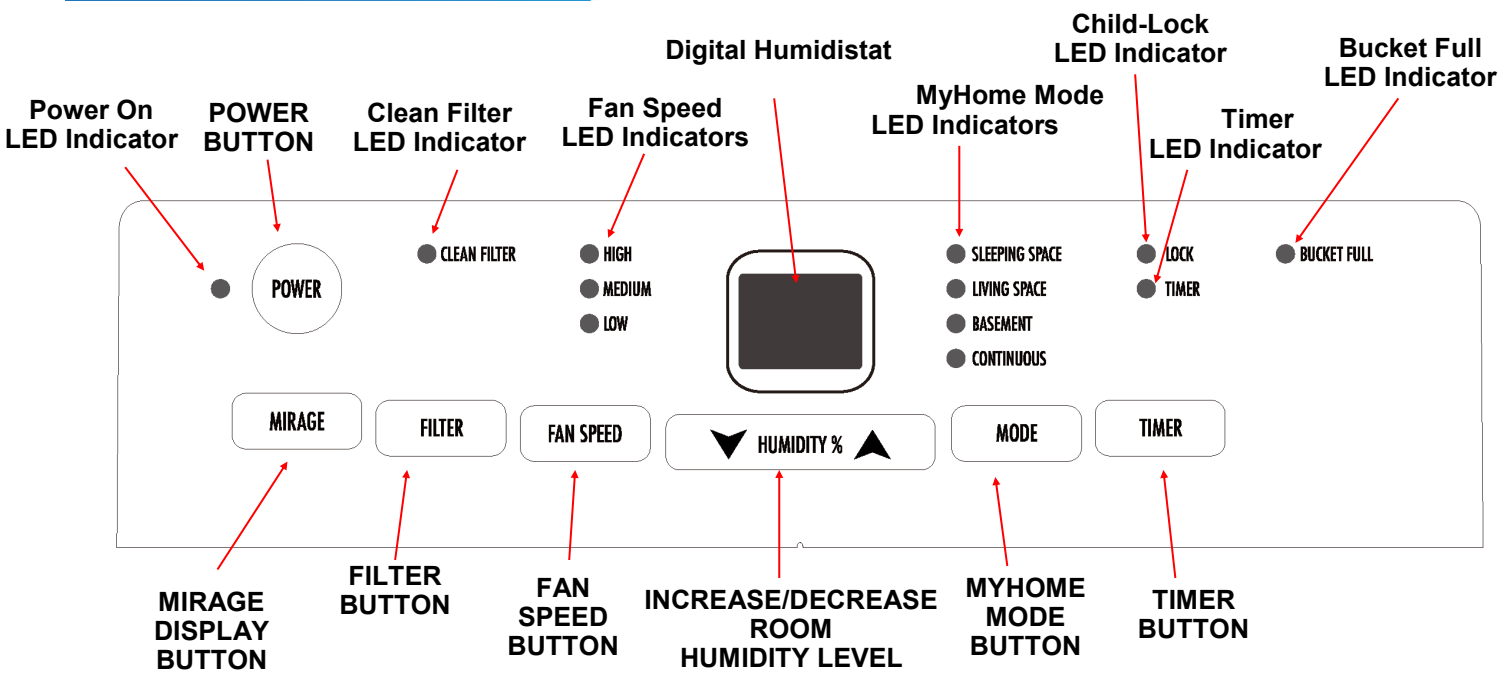 Power On
LED Indicator
POWER
BUTTON
Clean Filter
LED Indicator
Fan Speed
LED Indicators
Digital Humidistat
MyHome Mode
LED Indicators
Child-Lock
LED Indicator
Timer
LED Indicator
Bucket Full
LED Indicator
POWER
CLEAN FILTER
HIGH
MEDIUM
LOW
SLEEPING SPACE
LIVING SPACE
BASEMENT
CONTINUOUS
LOCK
TIMER
BUCKET FULL
MIRAGE
FILTER
FAN SPEED
HUMIDITY %
MODE
TIMER
MIRAGE
DISPLAY
BUTTON
FILTER
BUTTON
FAN
SPEED
BUTTON
INCREASE/DECREASE
ROOM
HUMIDITY LEVEL
MYHOME
MODE
BUTTON
TIMER
BUTTON